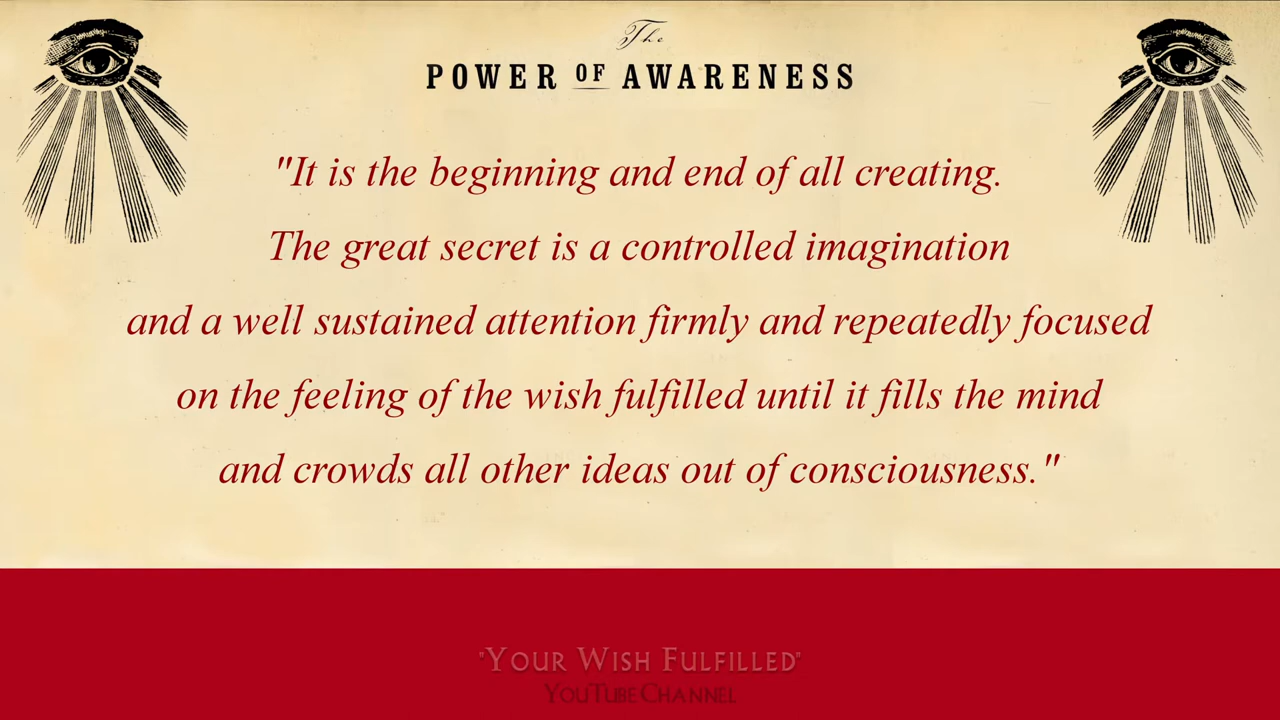 The
POWER OF AWARENESS
"It is the beginning and end of all creating.
The great secret is a controlled imagination
and a well sustained attention firmly and repeatedly focused
on the feeling of the wish fulfilled until it fills the mind
and crowds all other ideas out of consciousness."
"Your Wish Fulfilled"
YouTube Channel